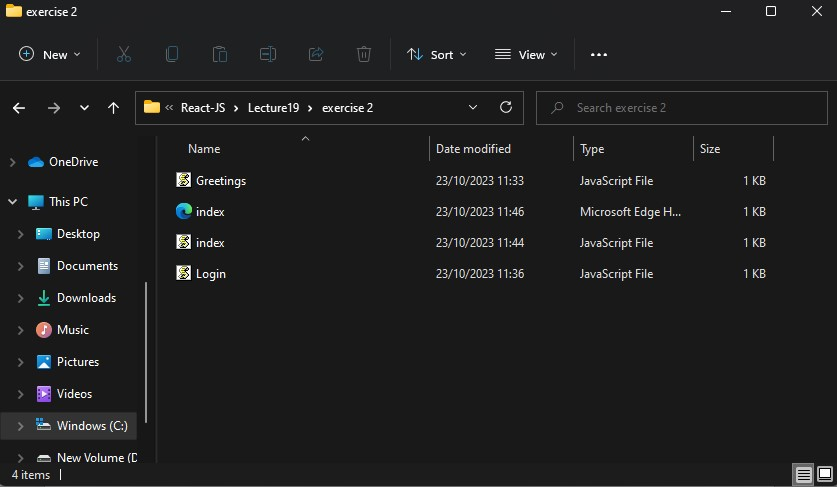 exercise 2
New Sort View
« React-JS > Lecture19 > exercise 2 Search exercise 2
Name Date modified Type Size
OneDrive
This PC
Desktop
Documents
Downloads
Music
Pictures
Videos
Windows (C:)
New Volume (D
Greetings 23/10/2023 11:33 JavaScript File 1 KB
index 23/10/2023 11:46 Microsoft Edge H... 1 KB
index 23/10/2023 11:44 JavaScript File 1 KB
Login 23/10/2023 11:36 JavaScript File 1 KB
4 items